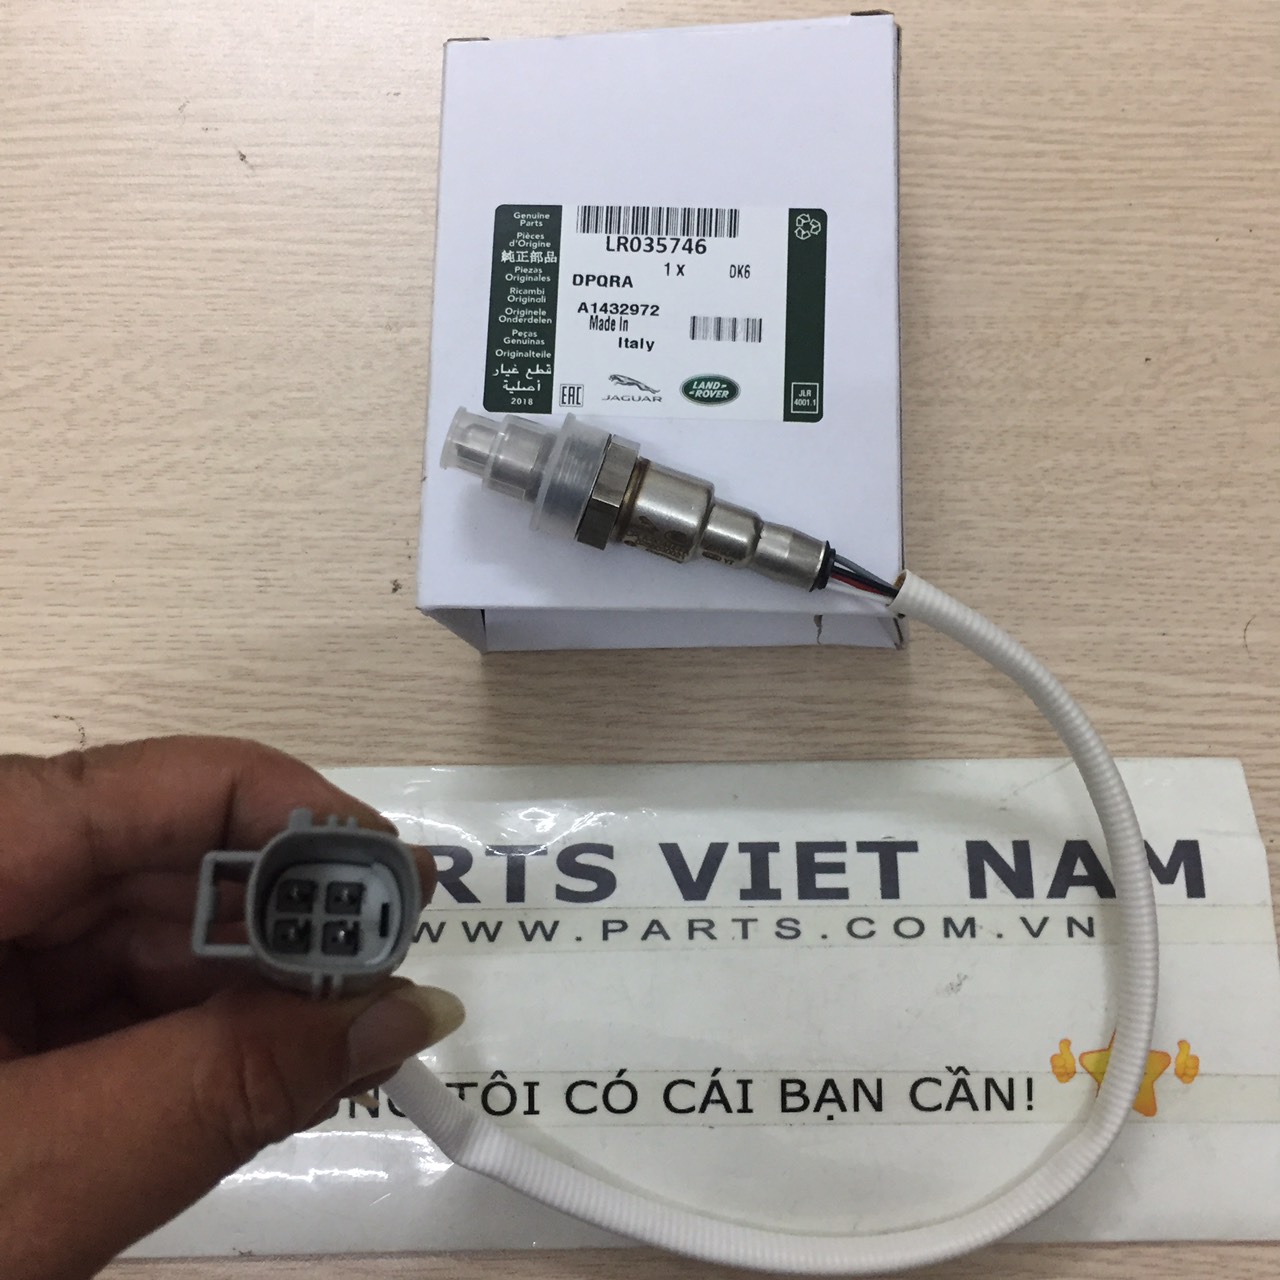 Genuine
Parts
Pièces
d'Origine
純正部品
Piezas
Originales
Ricambi
Originali
Originele
Onderdelen
Peças
Genuínas
Originalteile
قطع غيار
أصلية
2018
LR035746
1 X
DK6
DPQRA
A1432972
Made In
Italy
EAC
JAGUAR
LAND-
-ROVER
JLR
4001.1
RTS VIET NAM
WWW.PARTS.COM.VN
TÔI CÓ CÁI BẠN CẦN!